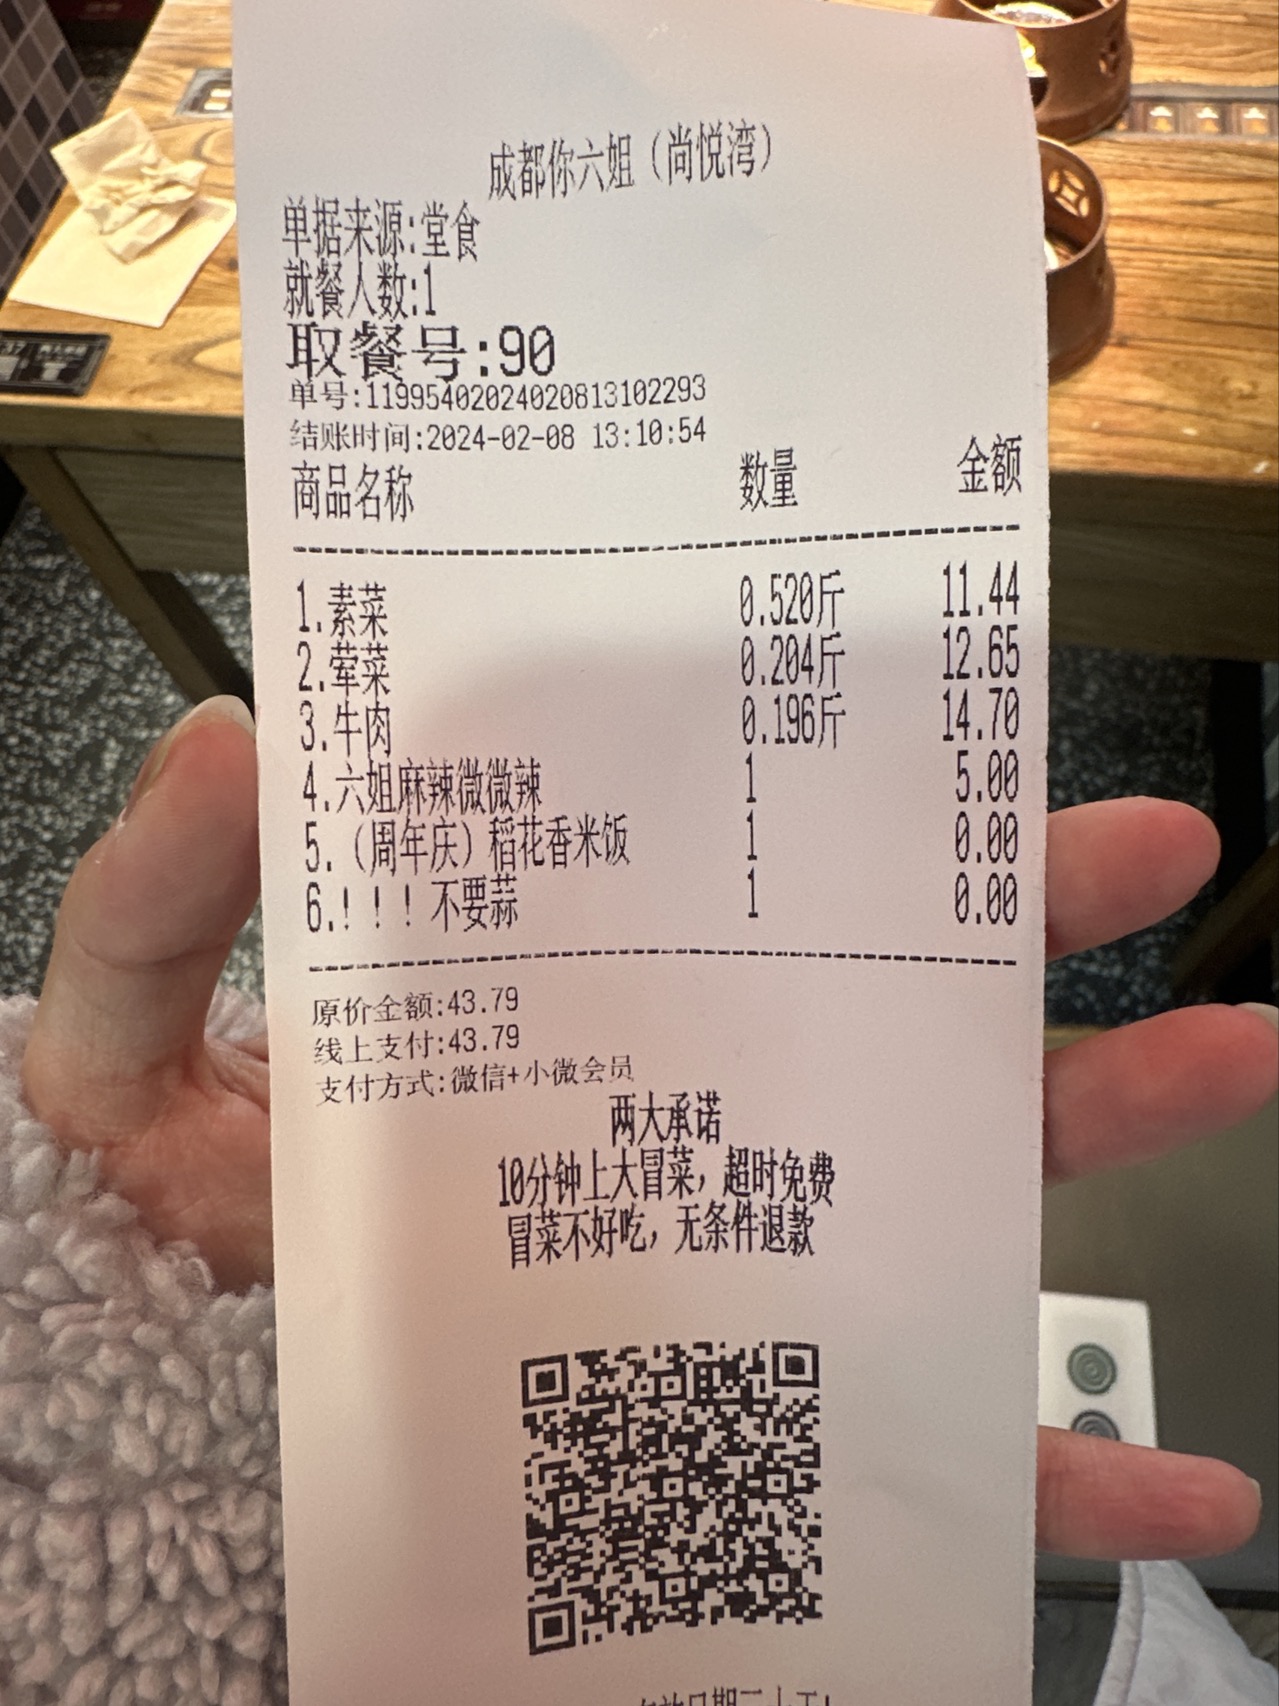 成都你六姐（尚悦湾）
单据来源:堂食
就餐人数:1
取餐号:90
单号:11995402024020813102293
结账时间:2024-02-08 13:10:54
商品名称 数量 金额
1.素菜 0.520斤 11.44
2.荤菜 0.204斤 12.65
3.牛肉 0.196斤 14.70
4.六姐麻辣微微辣 1 5.00
5.（周年庆）稻花香米饭 1 0.00
6.！！！不要蒜 1 0.00
原价金额:43.79
线上支付:43.79
支付方式:微信+小微会员
两大承诺
10分钟上大冒菜，超时免费
冒菜不好吃，无条件退款